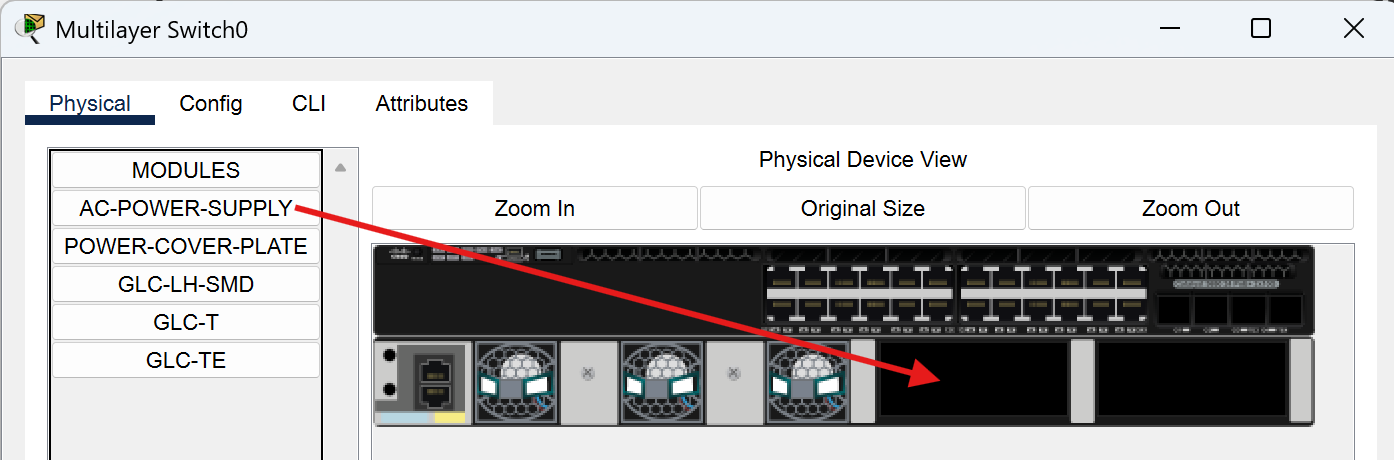 Multilayer Switch0
Physical Config CLI Attributes
MODULES
AC-POWER-SUPPLY
POWER-COVER-PLATE
GLC-LH-SMD
GLC-T
GLC-TE
Physical Device View
Zoom In Original Size Zoom Out